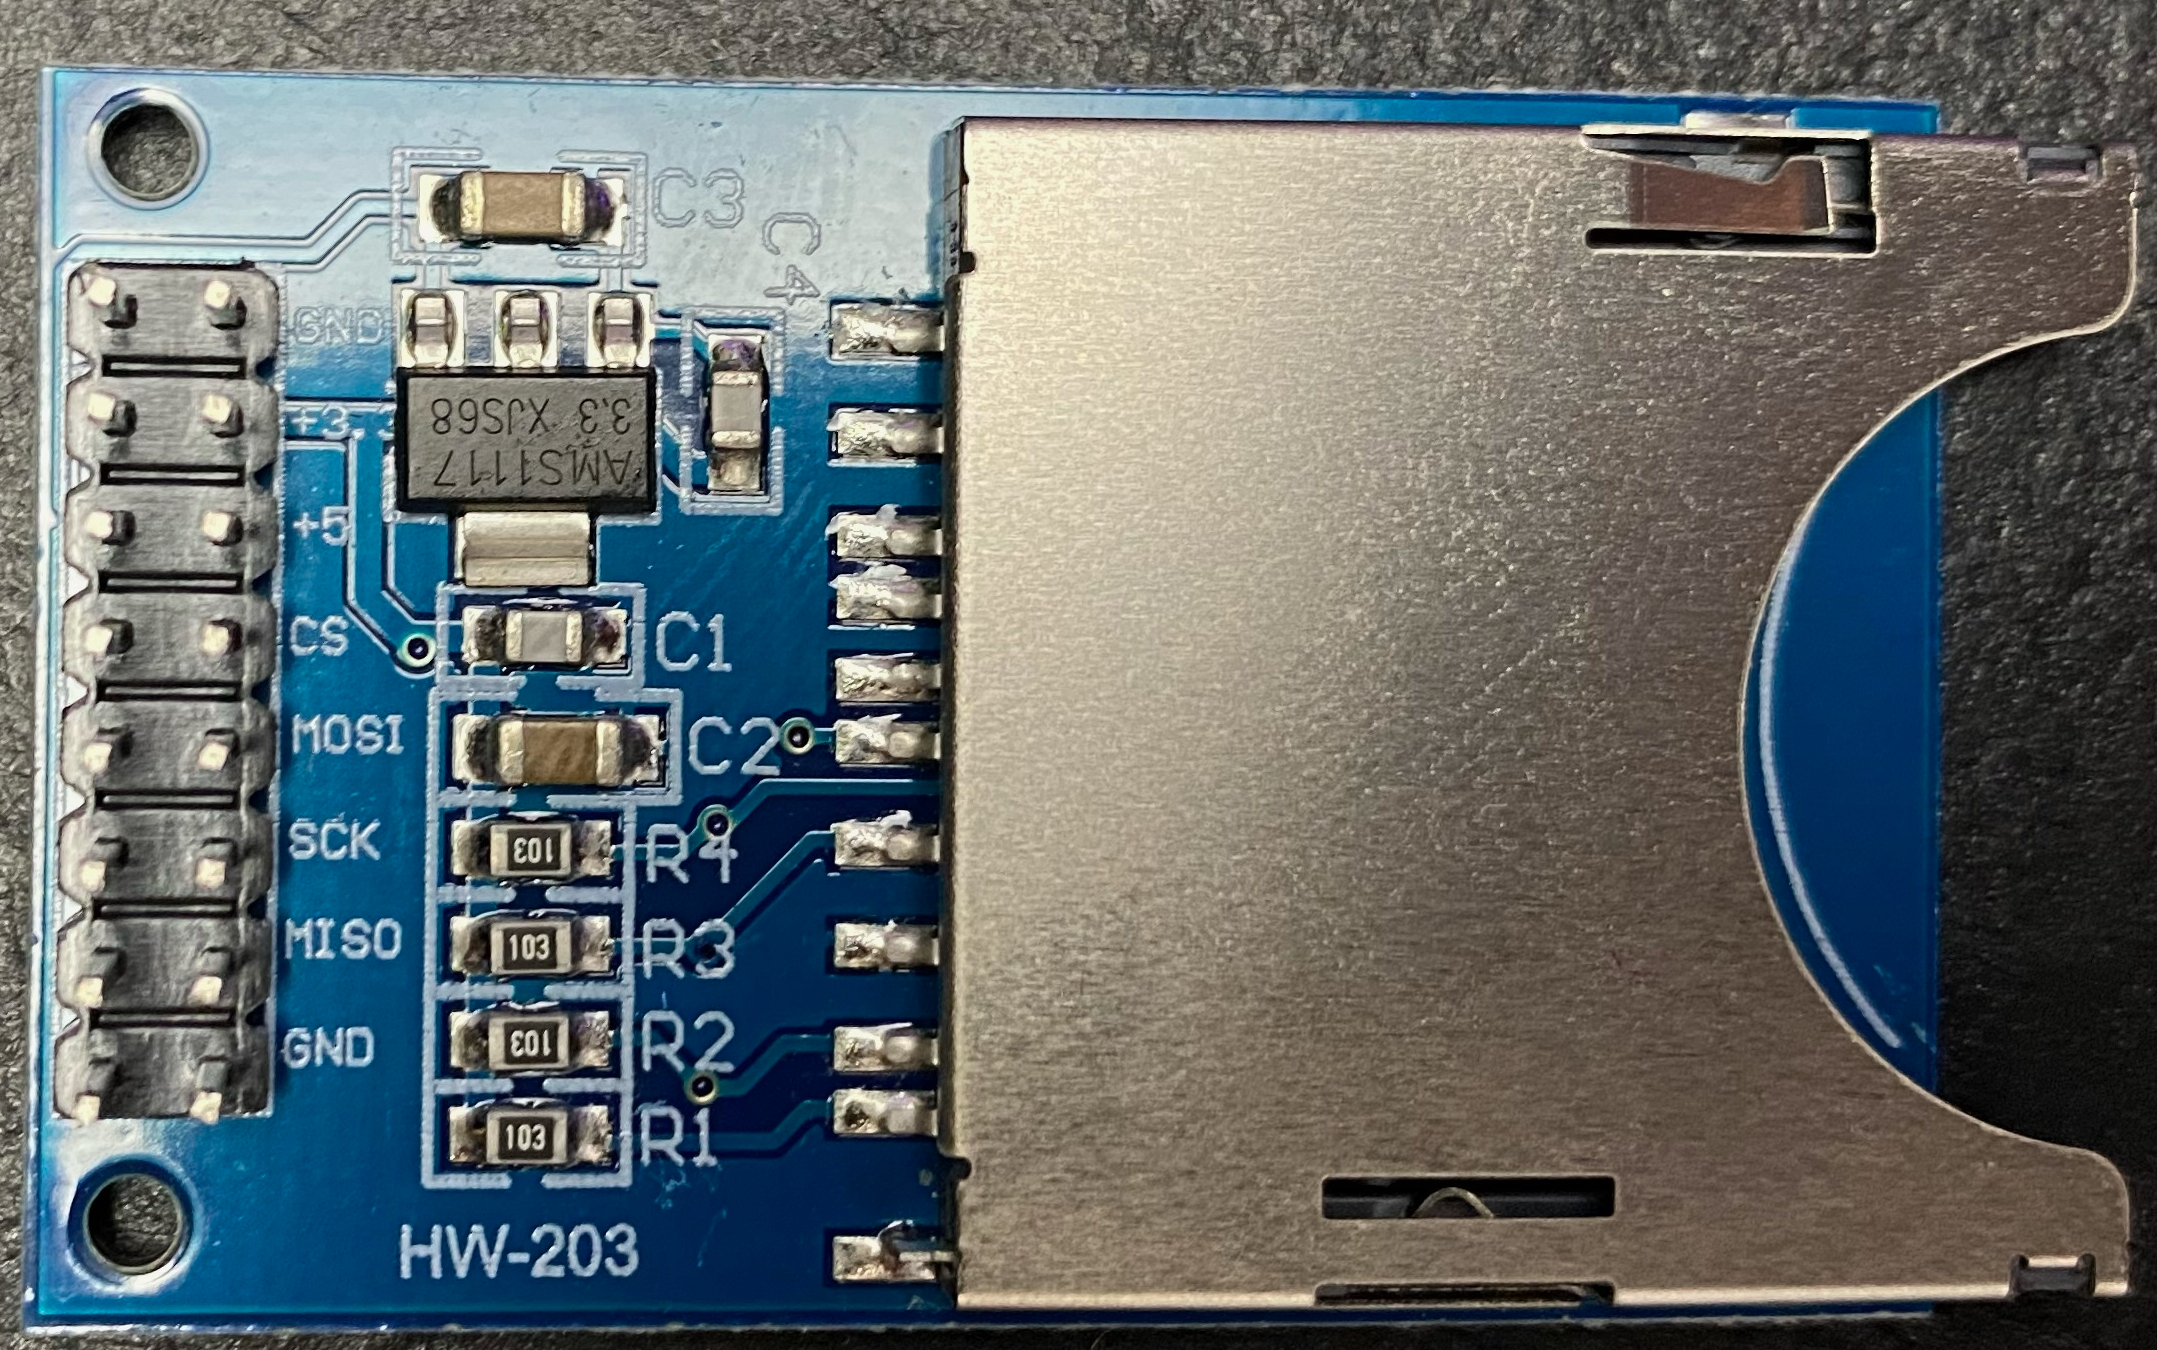 C3
C4
GND
+3.3
AMS1117
3.3 XJS68
+5
CS
C1
MOSI
C2
SCK
103
R4
MISO
103
R3
GND
103
R2
103
R1
HW-203